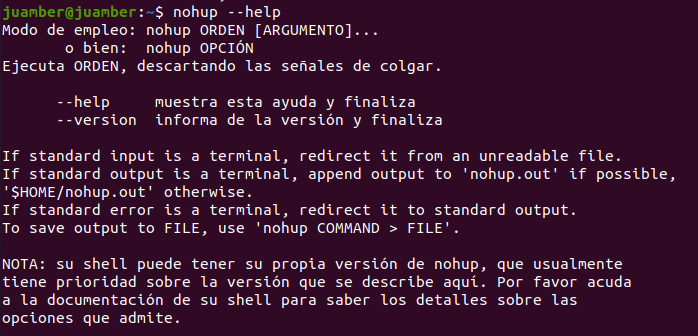 juamber@juamber:~$ nohup --help
Modo de empleo: nohup ORDEN [ARGUMENTO]...
o bien: nohup OPCIÓN
Ejecuta ORDEN, descartando las señales de colgar.
--help muestra esta ayuda y finaliza
--version informa de la versión y finaliza
If standard input is a terminal, redirect it from an unreadable file.
If standard output is a terminal, append output to 'nohup.out' if possible,
'$HOME/nohup.out' otherwise.
If standard error is a terminal, redirect it to standard output.
To save output to FILE, use 'nohup COMMAND > FILE'.
NOTA: su shell puede tener su propia versión de nohup, que usualmente
tiene prioridad sobre la versión que se describe aquí. Por favor acuda
a la documentación de su shell para saber los detalles sobre las
opciones que admite.